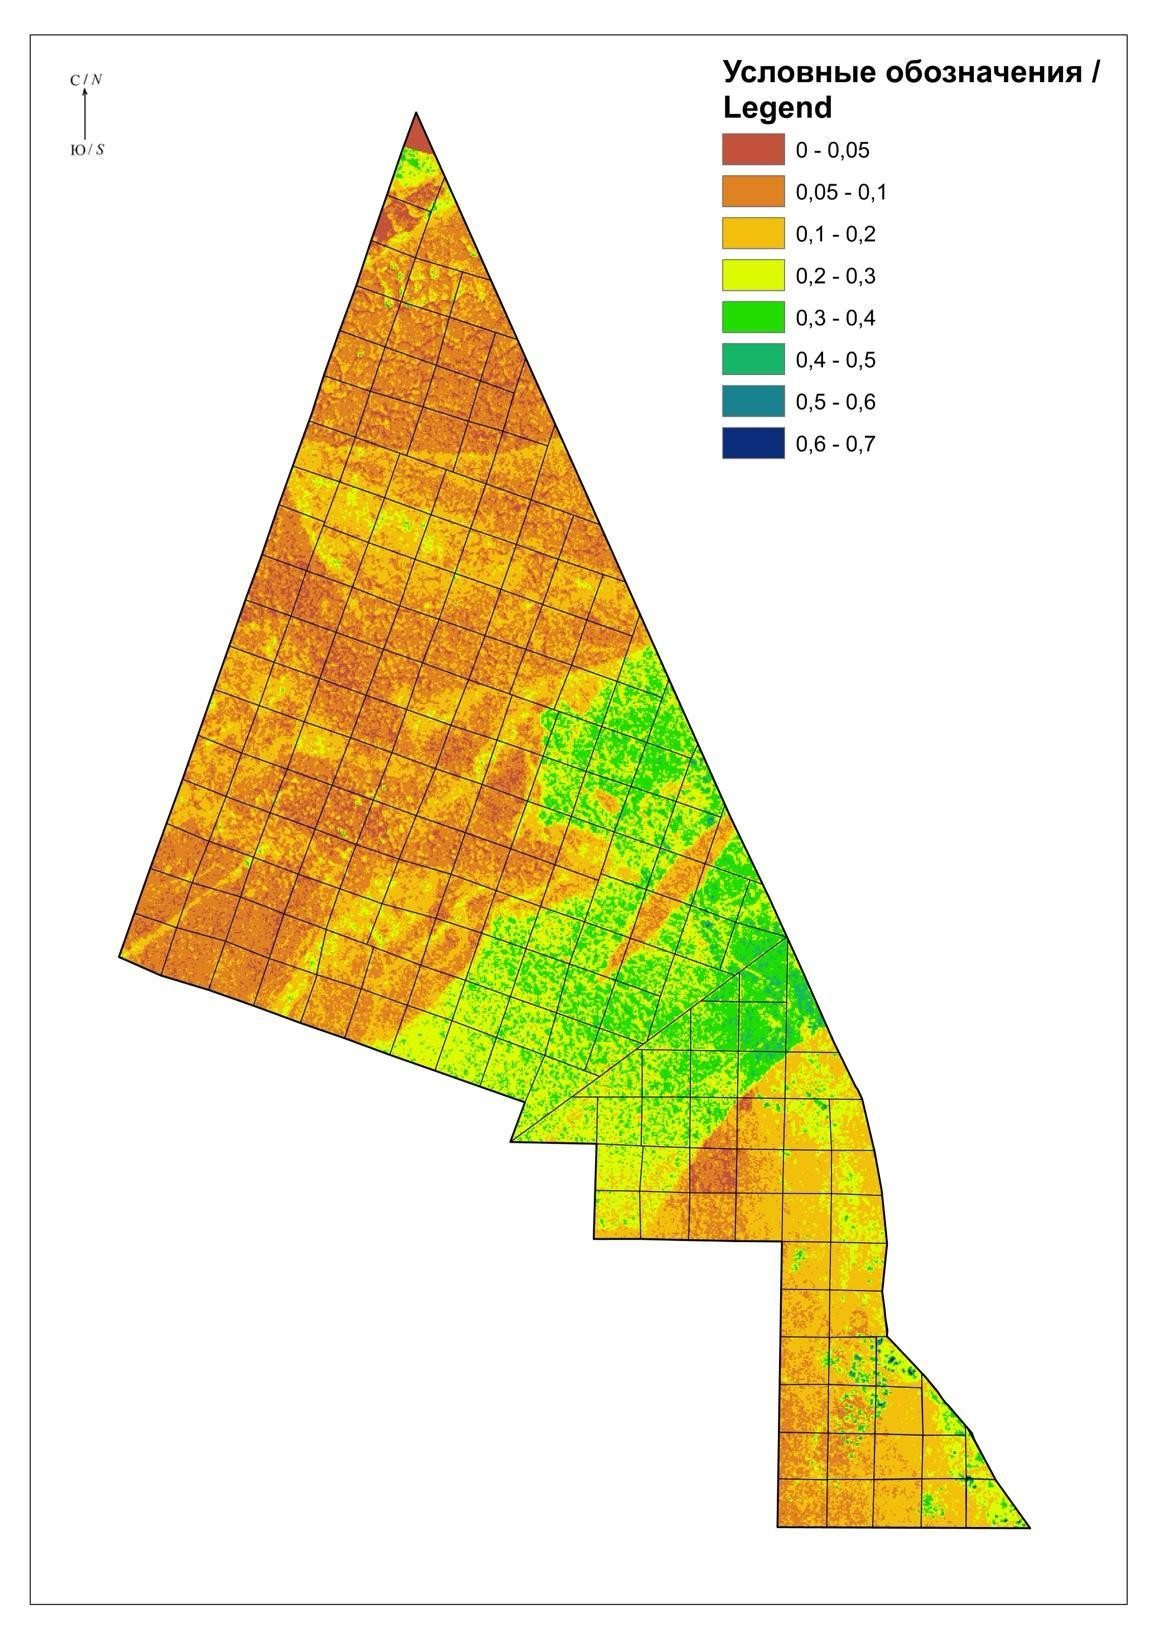 С / N
Ю / S
Условные обозначения /
Legend
0 - 0,05
0,05 - 0,1
0,1 - 0,2
0,2 - 0,3
0,3 - 0,4
0,4 - 0,5
0,5 - 0,6
0,6 - 0,7